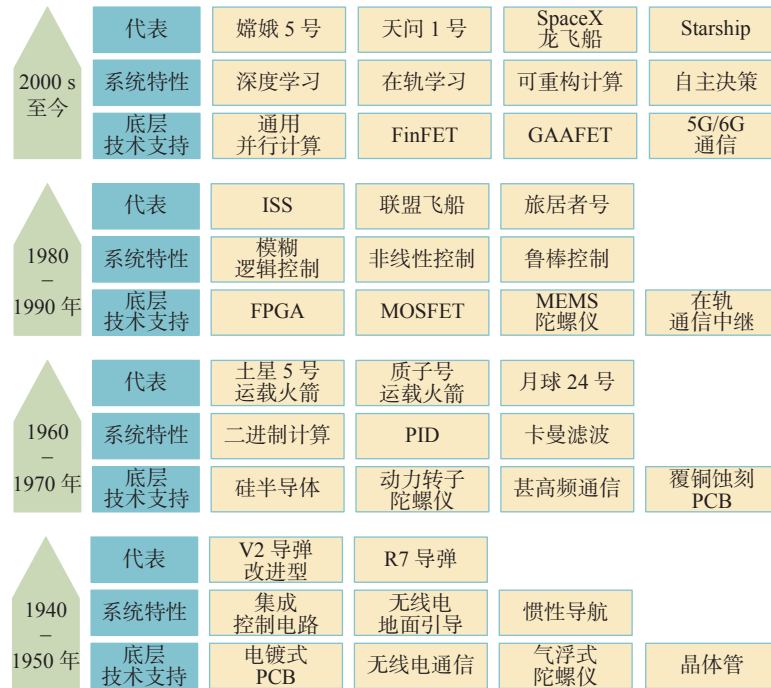 2000 s
至今
代表
嫦娥 5 号
天问 1 号
SpaceX
龙飞船
Starship
系统特性
深度学习
在轨学习
可重构计算
自主决策
底层
技术支持
通用
并行计算
FinFET
GAAFET
5G/6G
通信
1980
–
1990 年
代表
ISS
联盟飞船
旅居者号
系统特性
模糊
逻辑控制
非线性控制
鲁棒控制
底层
技术支持
FPGA
MOSFET
MEMS
陀螺仪
在轨
通信中继
1960
–
1970 年
代表
土星 5 号
运载火箭
质子号
运载火箭
月球 24 号
系统特性
二进制计算
PID
卡曼滤波
底层
技术支持
硅半导体
动力转子
陀螺仪
甚高频通信
覆铜蚀刻
PCB
1940
–
1950 年
代表
V2 导弹
改进型
R7 导弹
系统特性
集成
控制电路
无线电
地面引导
惯性导航
底层
技术支持
电镀式
PCB
无线电通信
气浮式
陀螺仪
晶体管